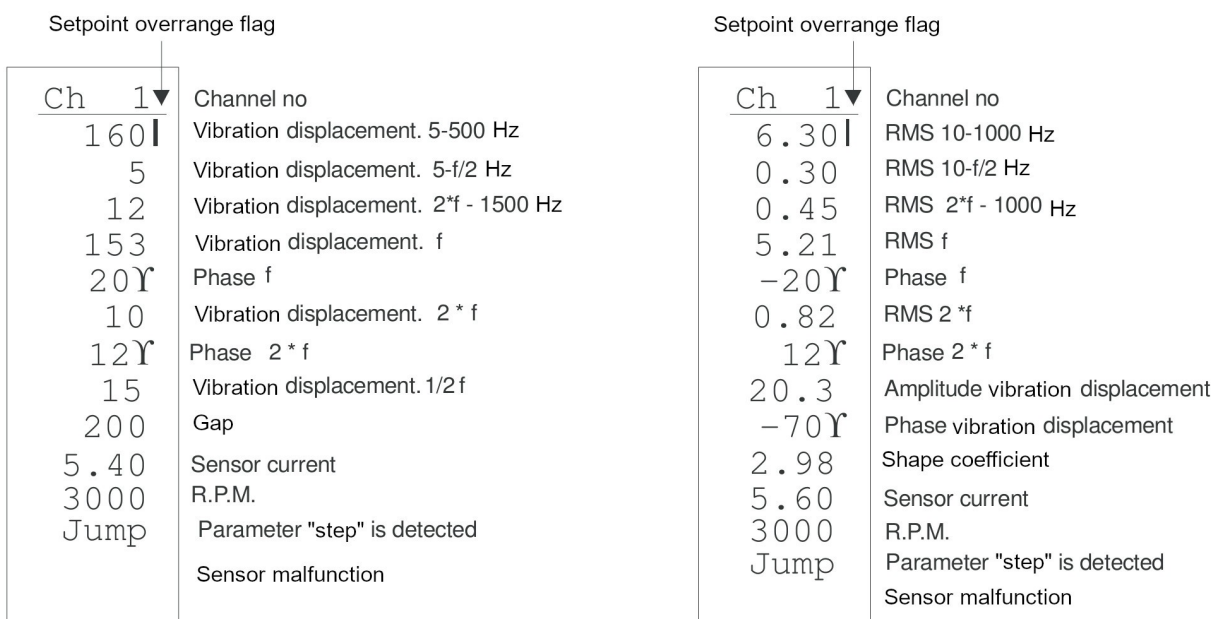 Setpoint overrange flag
Ch 1▼ Channel no
160| Vibration displacement. 5-500 Hz
5 Vibration displacement. 5-f/2 Hz
12 Vibration displacement. 2*f - 1500 Hz
153 Vibration displacement. f
20ϒ Phase f
10 Vibration displacement. 2 * f
12ϒ Phase 2 * f
15 Vibration displacement. 1/2 f
200 Gap
5.40 Sensor current
3000 R.P.M.
Jump Parameter "step" is detected
Sensor malfunction
Setpoint overrange flag
Ch 1▼ Channel no
6.30| RMS 10-1000 Hz
0.30 RMS 10-f/2 Hz
0.45 RMS 2*f - 1000 Hz
5.21 RMS f
-20ϒ Phase f
0.82 RMS 2 *f
12ϒ Phase 2 * f
20.3 Amplitude vibration displacement
-70ϒ Phase vibration displacement
2.98 Shape coefficient
5.60 Sensor current
3000 R.P.M.
Jump Parameter "step" is detected
Sensor malfunction